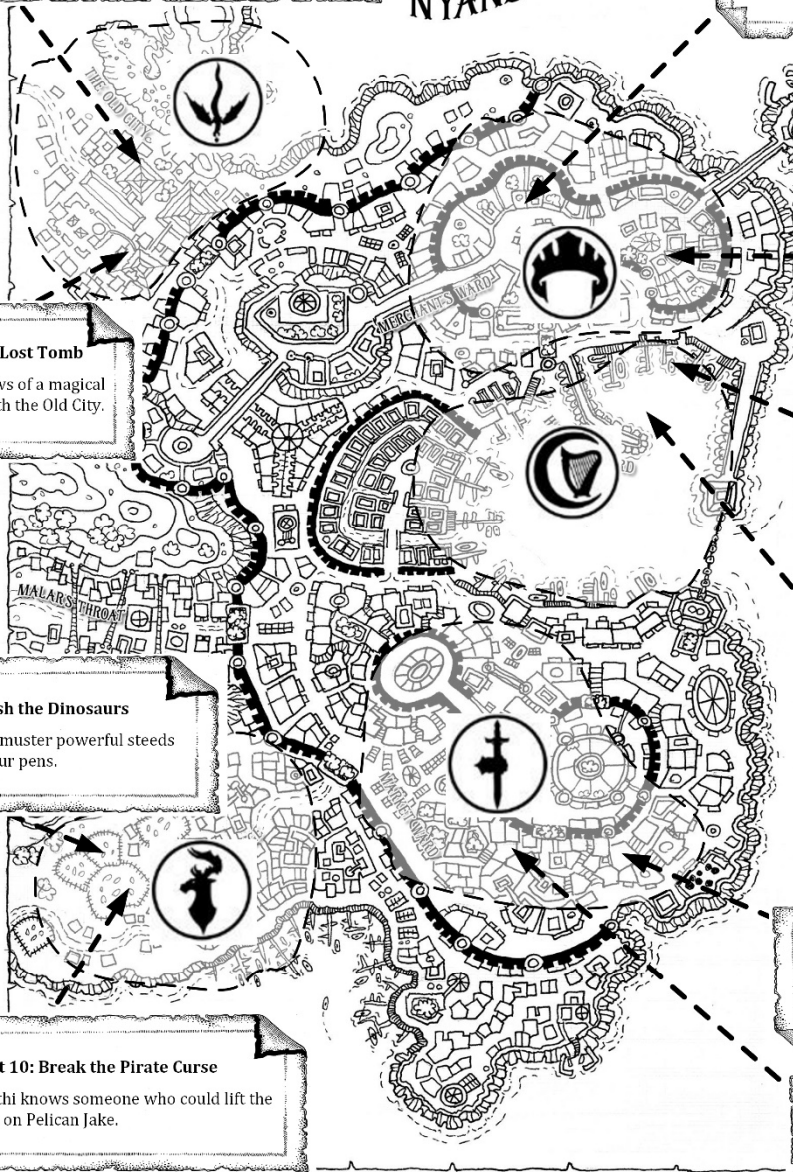 NYAN
THE OLD CITY
MERCHANTS WARD
Lost Tomb
ws of a magical
th the Old City.
MALAR'S THROAT
sh the Dinosaurs
muster powerful steeds
ur pens.
t 10: Break the Pirate Curse
thi knows someone who could lift the
on Pelican Jake.